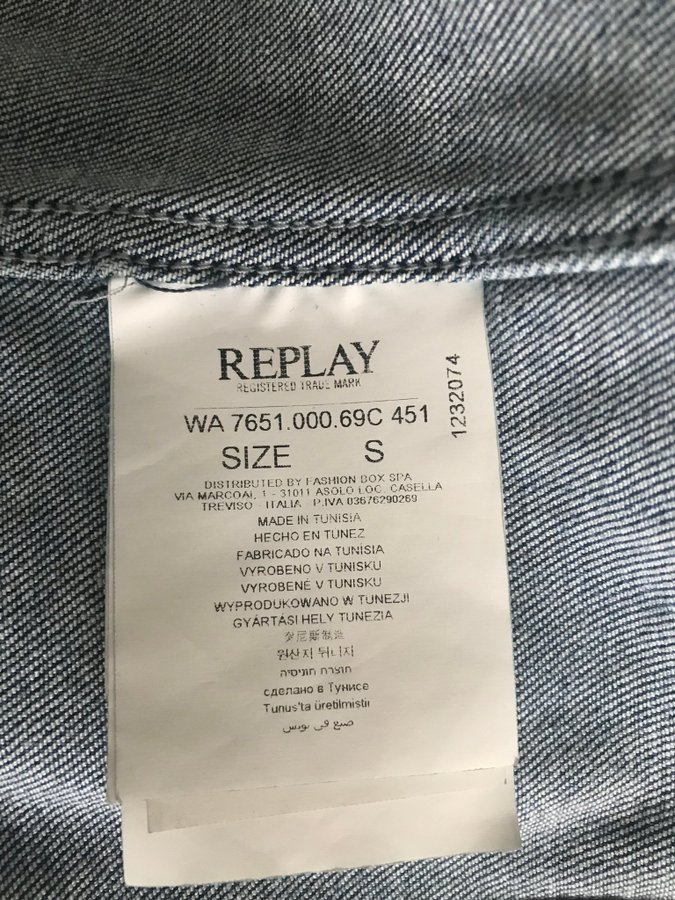 REPLAY
REGISTERED TRADE MARK
WA 7651.000.69C 451
1232074
SIZE S
DISTRIBUTED BY FASHION BOX SPA
VIA MARCOAI, 1 - 31011 ASOLO LOC. CASELLA
TREVISO - ITALIA - P.IVA 03676290269
MADE IN TUNISIA
HECHO EN TUNEZ
FABRICADO NA TUNISIA
VYROBENO V TUNISKU
VYROBENÉ V TUNISKU
WYPRODUKOWANO W TUNEZJI
GYÁRTÁSI HELY TUNEZIA
突尼斯製造
원산지 튀니지
תוצרת תוניסיה
сделано в Тунисе
Tunus'ta üretilmistir
صنع في تونس